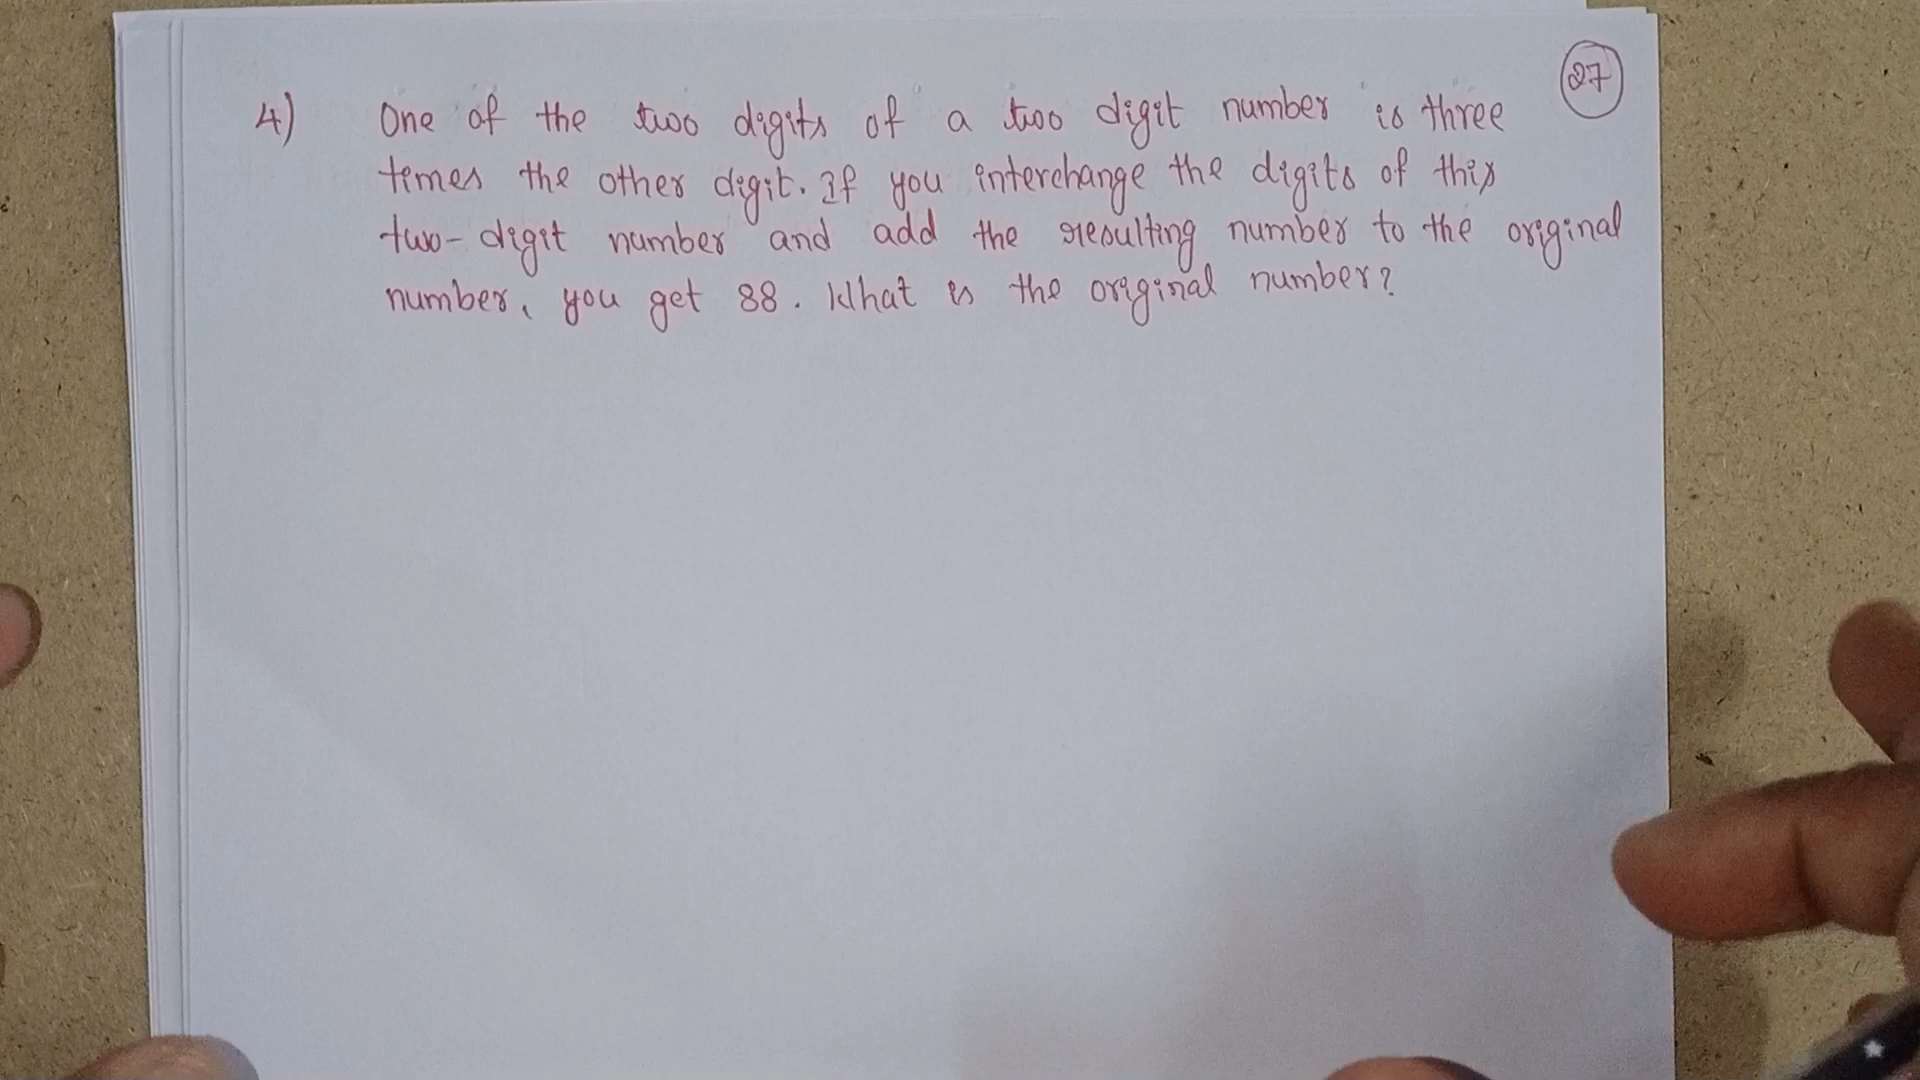 27
4) One of the two digits of a two digit number is three
times the other digit. If you interchange the digits of this
two-digit number and add the resulting number to the original
number, you get 88. What is the original number?